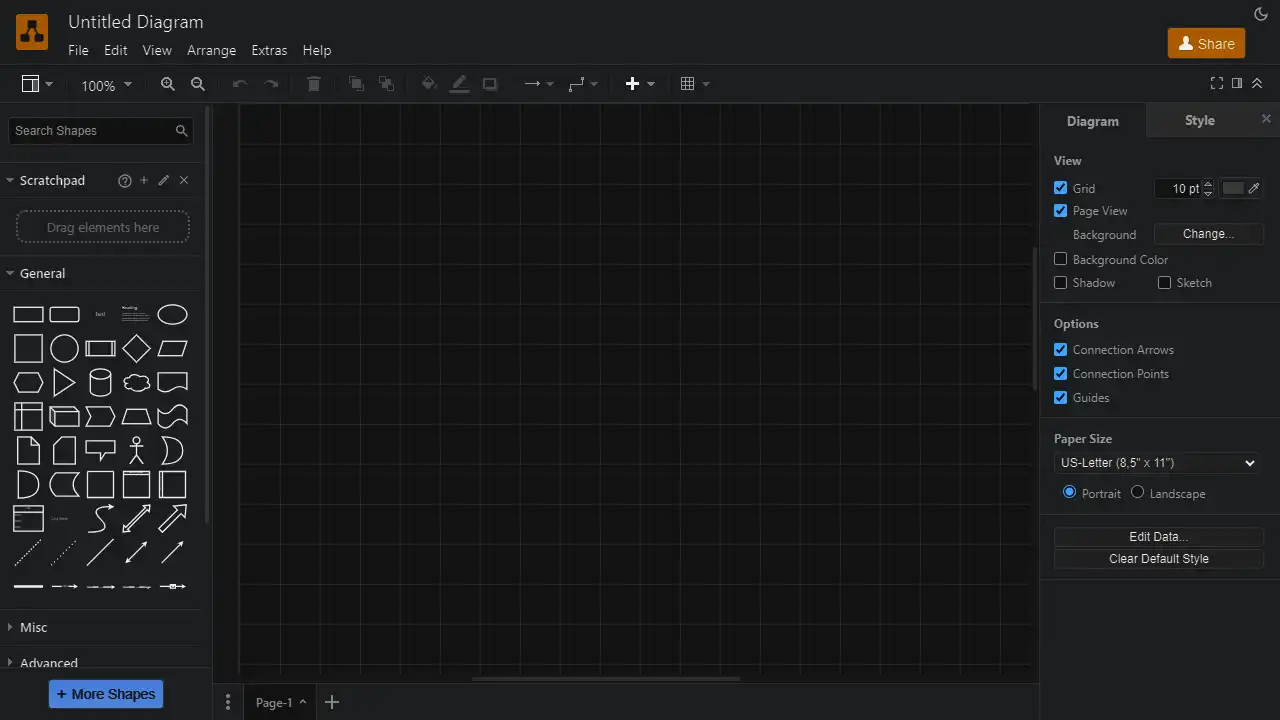 Untitled Diagram
File Edit View Arrange Extras Help
Share
100%
Search Shapes
Scratchpad
Drag elements here
General
Text
Heading
Misc
Advanced
+ More Shapes
Page-1
Diagram Style
View
Grid 10 pt
Page View
Background Change...
Background Color
Shadow Sketch
Options
Connection Arrows
Connection Points
Guides
Paper Size
US-Letter (8,5" x 11")
Portrait Landscape
Edit Data...
Clear Default Style